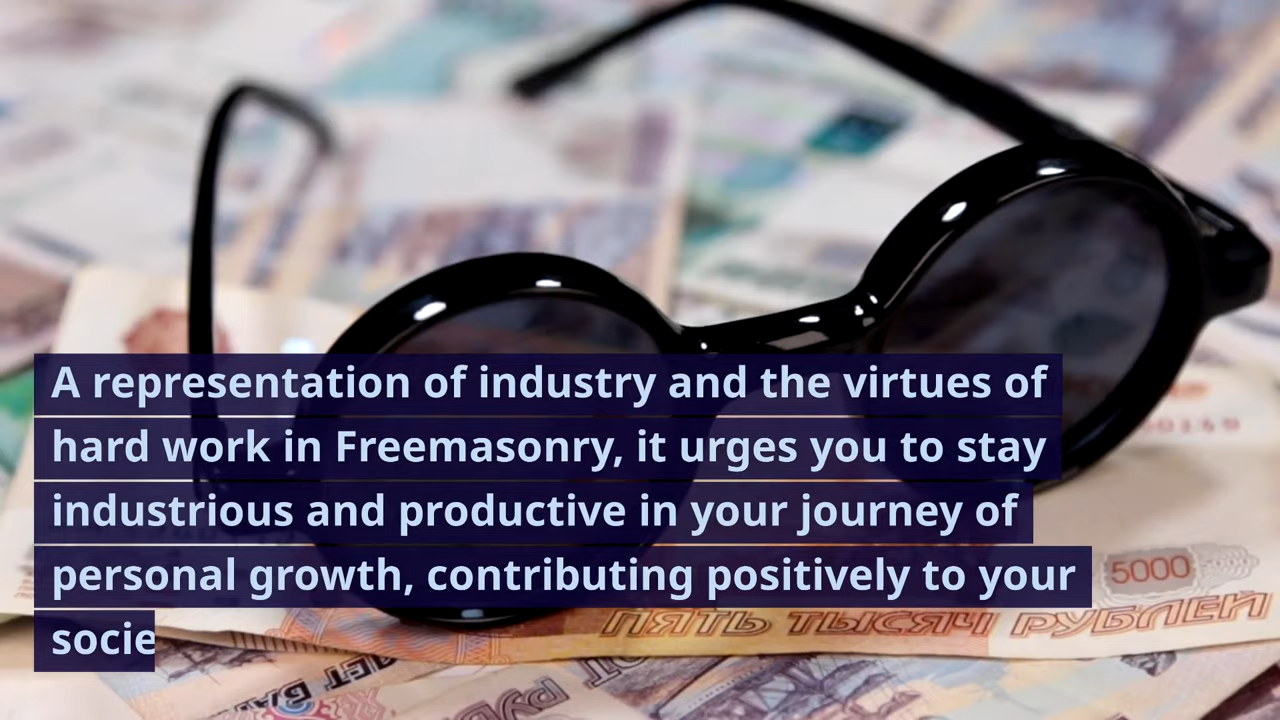 A representation of industry and the virtues of
hard work in Freemasonry, it urges you to stay
industrious and productive in your journey of
personal growth, contributing positively to your
socie
5000
ПЯТЬ ТЫСЯЧ РУБЛЕЙ